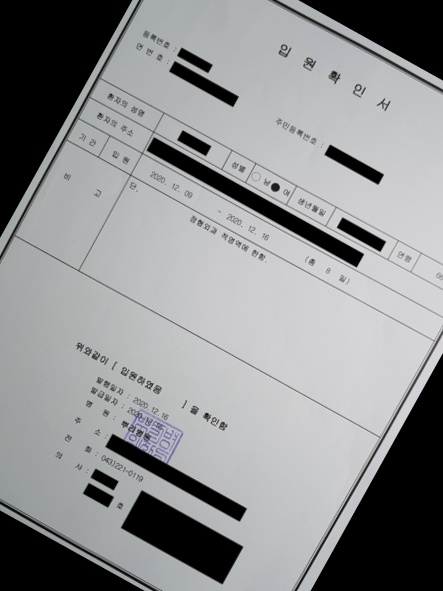 입 원 확 인 서
등록번호 :
연 번 호 :
주민등록번호 :
환자의 성명
성별 남 여 생년월일 연령
환자의 주소
기 간 입 원 2020. 12. 09 ~ 2020. 12. 16 (총 8 일)
비 고 단, 정형외과 적영역에 한함.
위와같이 [ 입원하였음 ] 을 확인함
발행일자 : 2020. 12. 16
발급일자 : 2020. 12. 16
병 원 :
주 소 :
전 화 : 043)221-0119
의 사 :
호 :